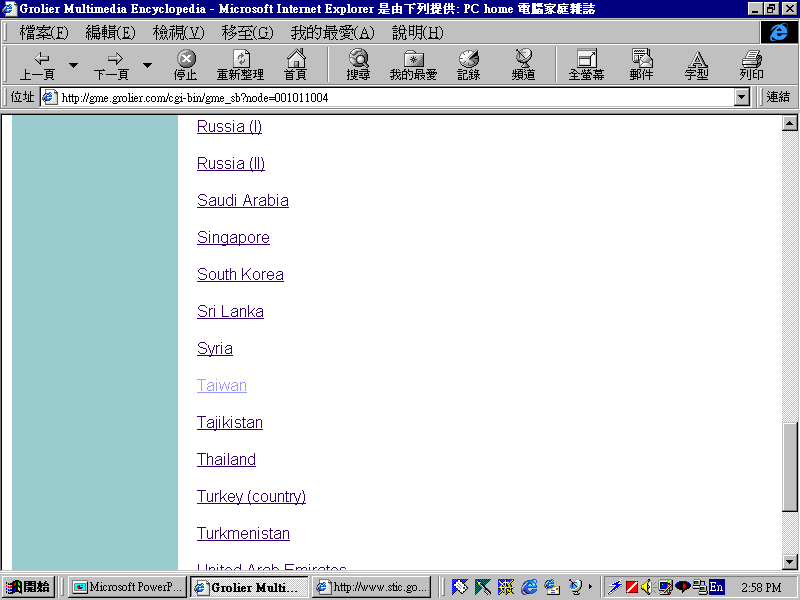 Grolier Multimedia Encyclopedia - Microsoft Internet Explorer 是由下列提供: PC home 電腦家庭雜誌
檔案(F) 編輯(E) 檢視(V) 移至(G) 我的最愛(A) 說明(H)
上一頁 下一頁 停止 重新整理 首頁 搜尋 我的最愛 記錄 頻道 全螢幕 郵件 字型 列印
位址 http://gme.grolier.com/cgi-bin/gme_sb?node=001011004 連結
Russia (I)
Russia (II)
Saudi Arabia
Singapore
South Korea
Sri Lanka
Syria
Taiwan
Tajikistan
Thailand
Turkey (country)
Turkmenistan
United Arab Emirates
開始 Microsoft PowerP... Grolier Multi... http://www.stic.go... En 2:58 PM